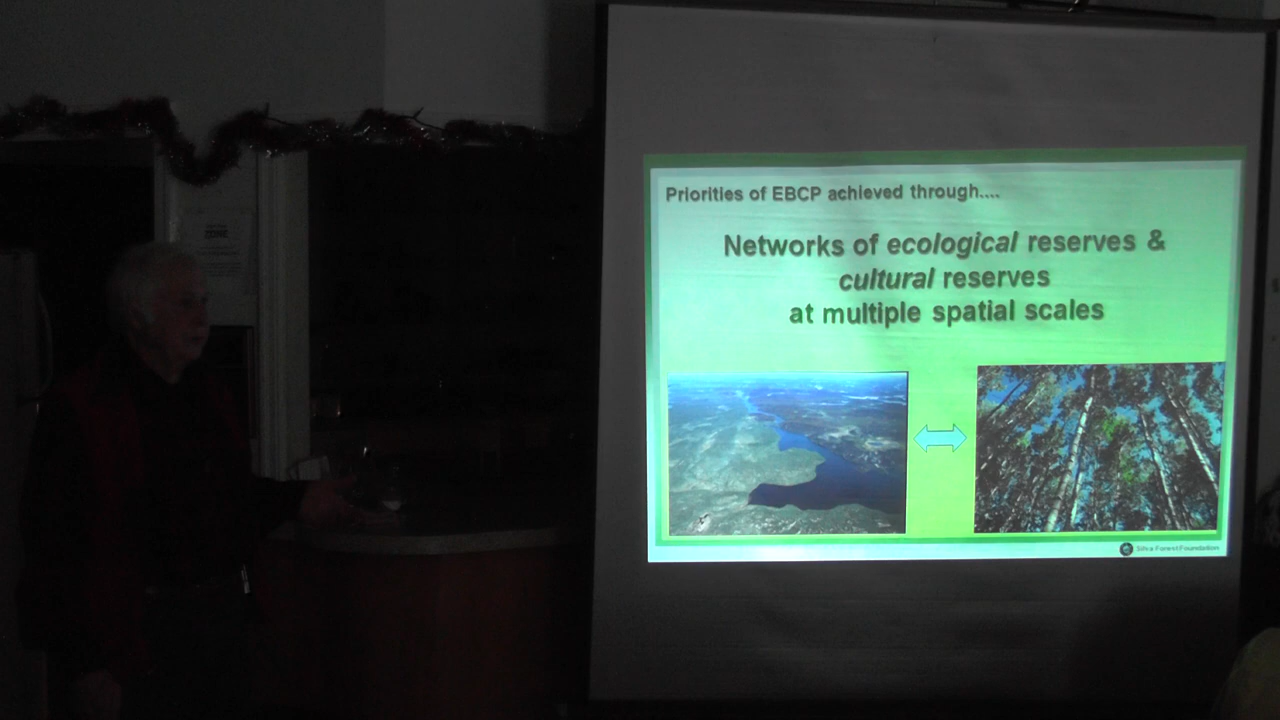 Priorities of EBCP achieved through....
Networks of ecological reserves &
cultural reserves
at multiple spatial scales
Silva Forest Foundation